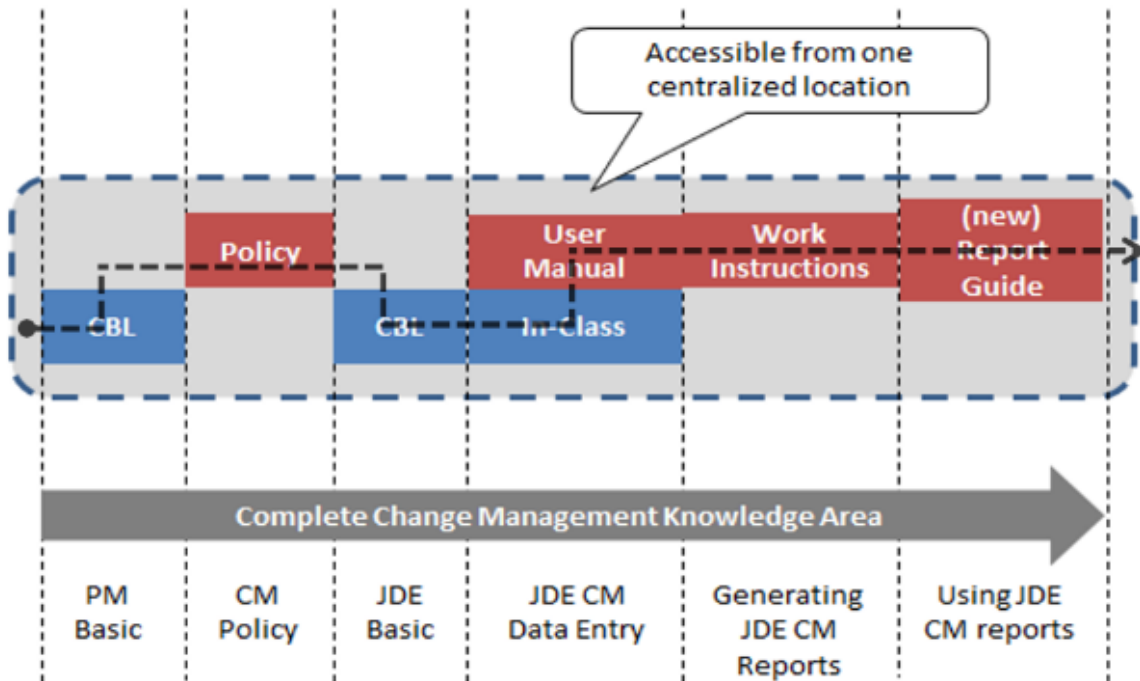 Accessible from one
centralized location
Policy
User
Manual
Work
Instructions
(new)
Report
Guide
CBL
CBL
In-Class
Complete Change Management Knowledge Area
PM
Basic
CM
Policy
JDE
Basic
JDE CM
Data Entry
Generating
JDE CM
Reports
Using JDE
CM reports